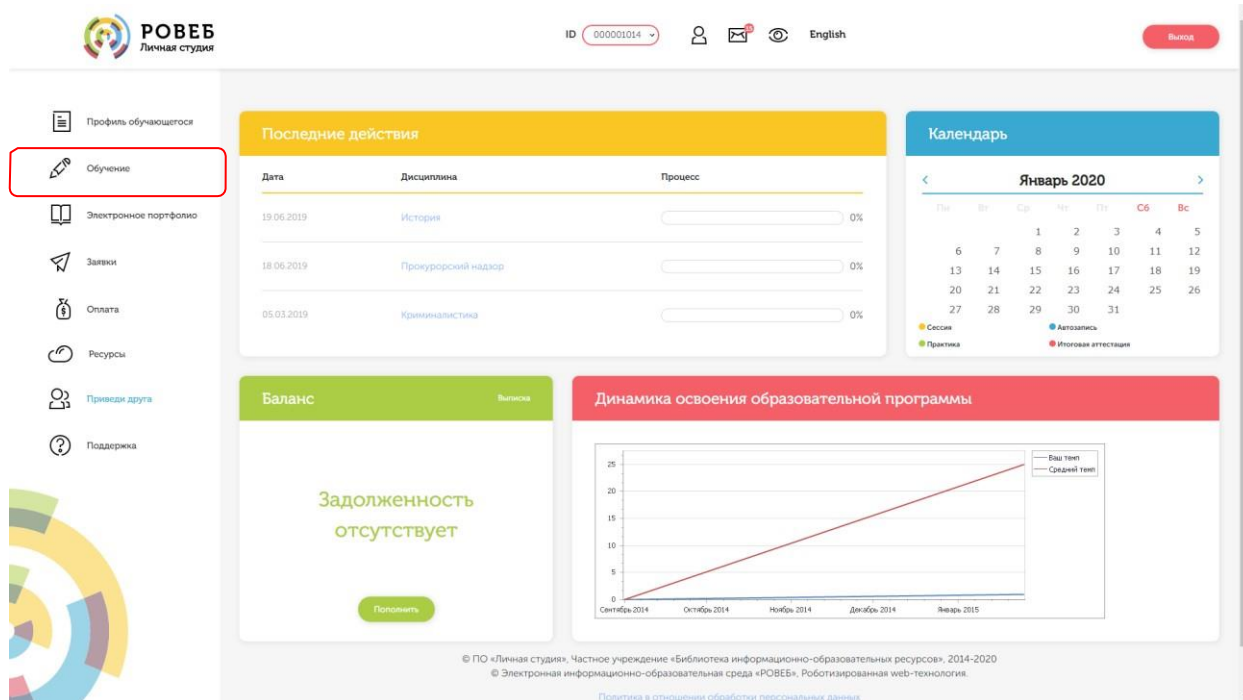 РОВЕБ
Личная студия
ID 000001014
English
Выход
Профиль обучающегося
Обучение
Электронное портфолио
Заявки
Оплата
Ресурсы
Приведи друга
Поддержка
Последние действия
Дата Дисциплина Процесс
19.06.2019 История 0%
18.06.2019 Прокурорский надзор 0%
05.03.2019 Криминалистика 0%
Календарь
Январь 2020
Пн Вт Ср Чт Пт Сб Вс
1 2 3 4 5
6 7 8 9 10 11 12
13 14 15 16 17 18 19
20 21 22 23 24 25 26
27 28 29 30 31
Сессия Автозапись
Практика Итоговая аттестация
Баланс Выписка
Задолженность
отсутствует
Пополнить
Динамика освоения образовательной программы
25
20
15
10
5
0
Сентябрь 2014 Октябрь 2014 Ноябрь 2014 Декабрь 2014 Январь 2015
Ваш темп
Средний темп
© ПО «Личная студия», Частное учреждение «Библиотека информационно-образовательных ресурсов», 2014-2020
© Электронная информационно-образовательная среда «РОВЕБ». Роботизированная web-технология.
Политика в отношении обработки персональных данных